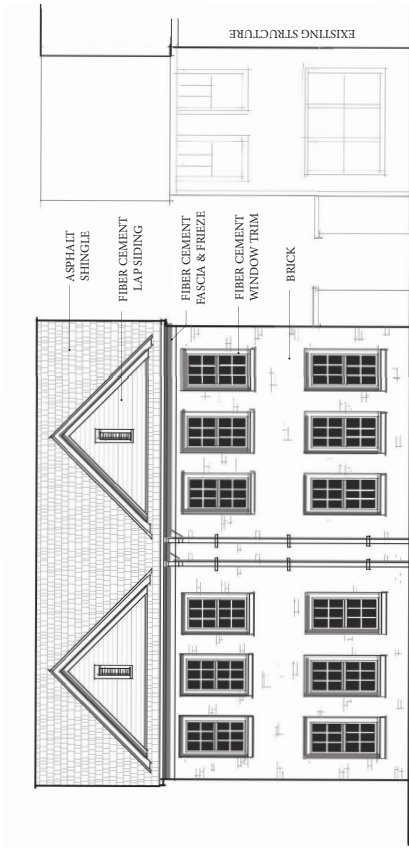 EXISTING STRUCTURE
ASPHALT
SHINGLE
FIBER CEMENT
LAP SIDING
FIBER CEMENT
FASCIA & FRIEZE
FIBER CEMENT
WINDOW TRIM
BRICK